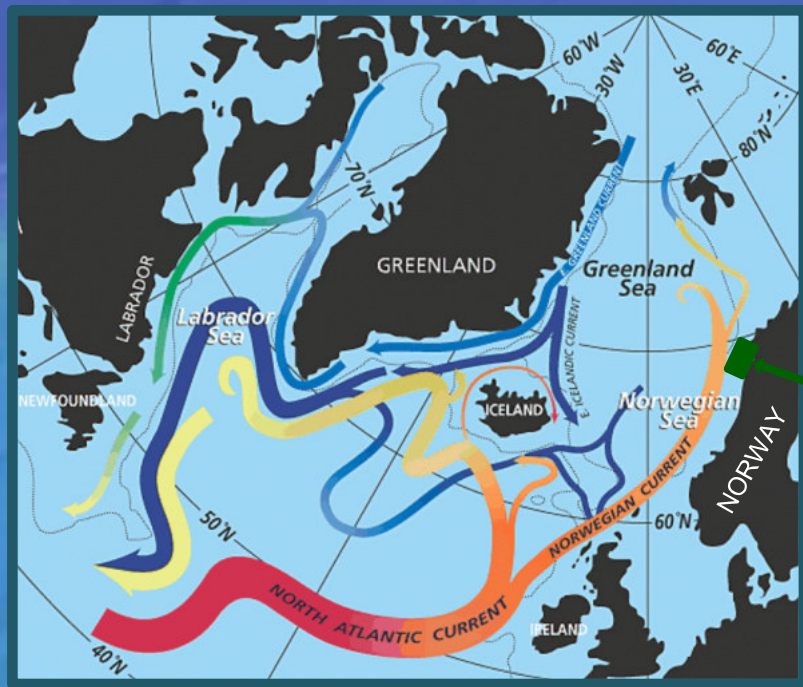 60°W
30°W
30°E
60°E
80°N
70°N
E. GREENLAND CURRENT
GREENLAND
Greenland
Sea
LABRADOR
Labrador
Sea
E. ICELANDIC CURRENT
NEWFOUNDLAND
ICELAND
Norwegian
Sea
NORWAY
50°N
60°N
NORWEGIAN CURRENT
NORTH ATLANTIC CURRENT
IRELAND
40°N